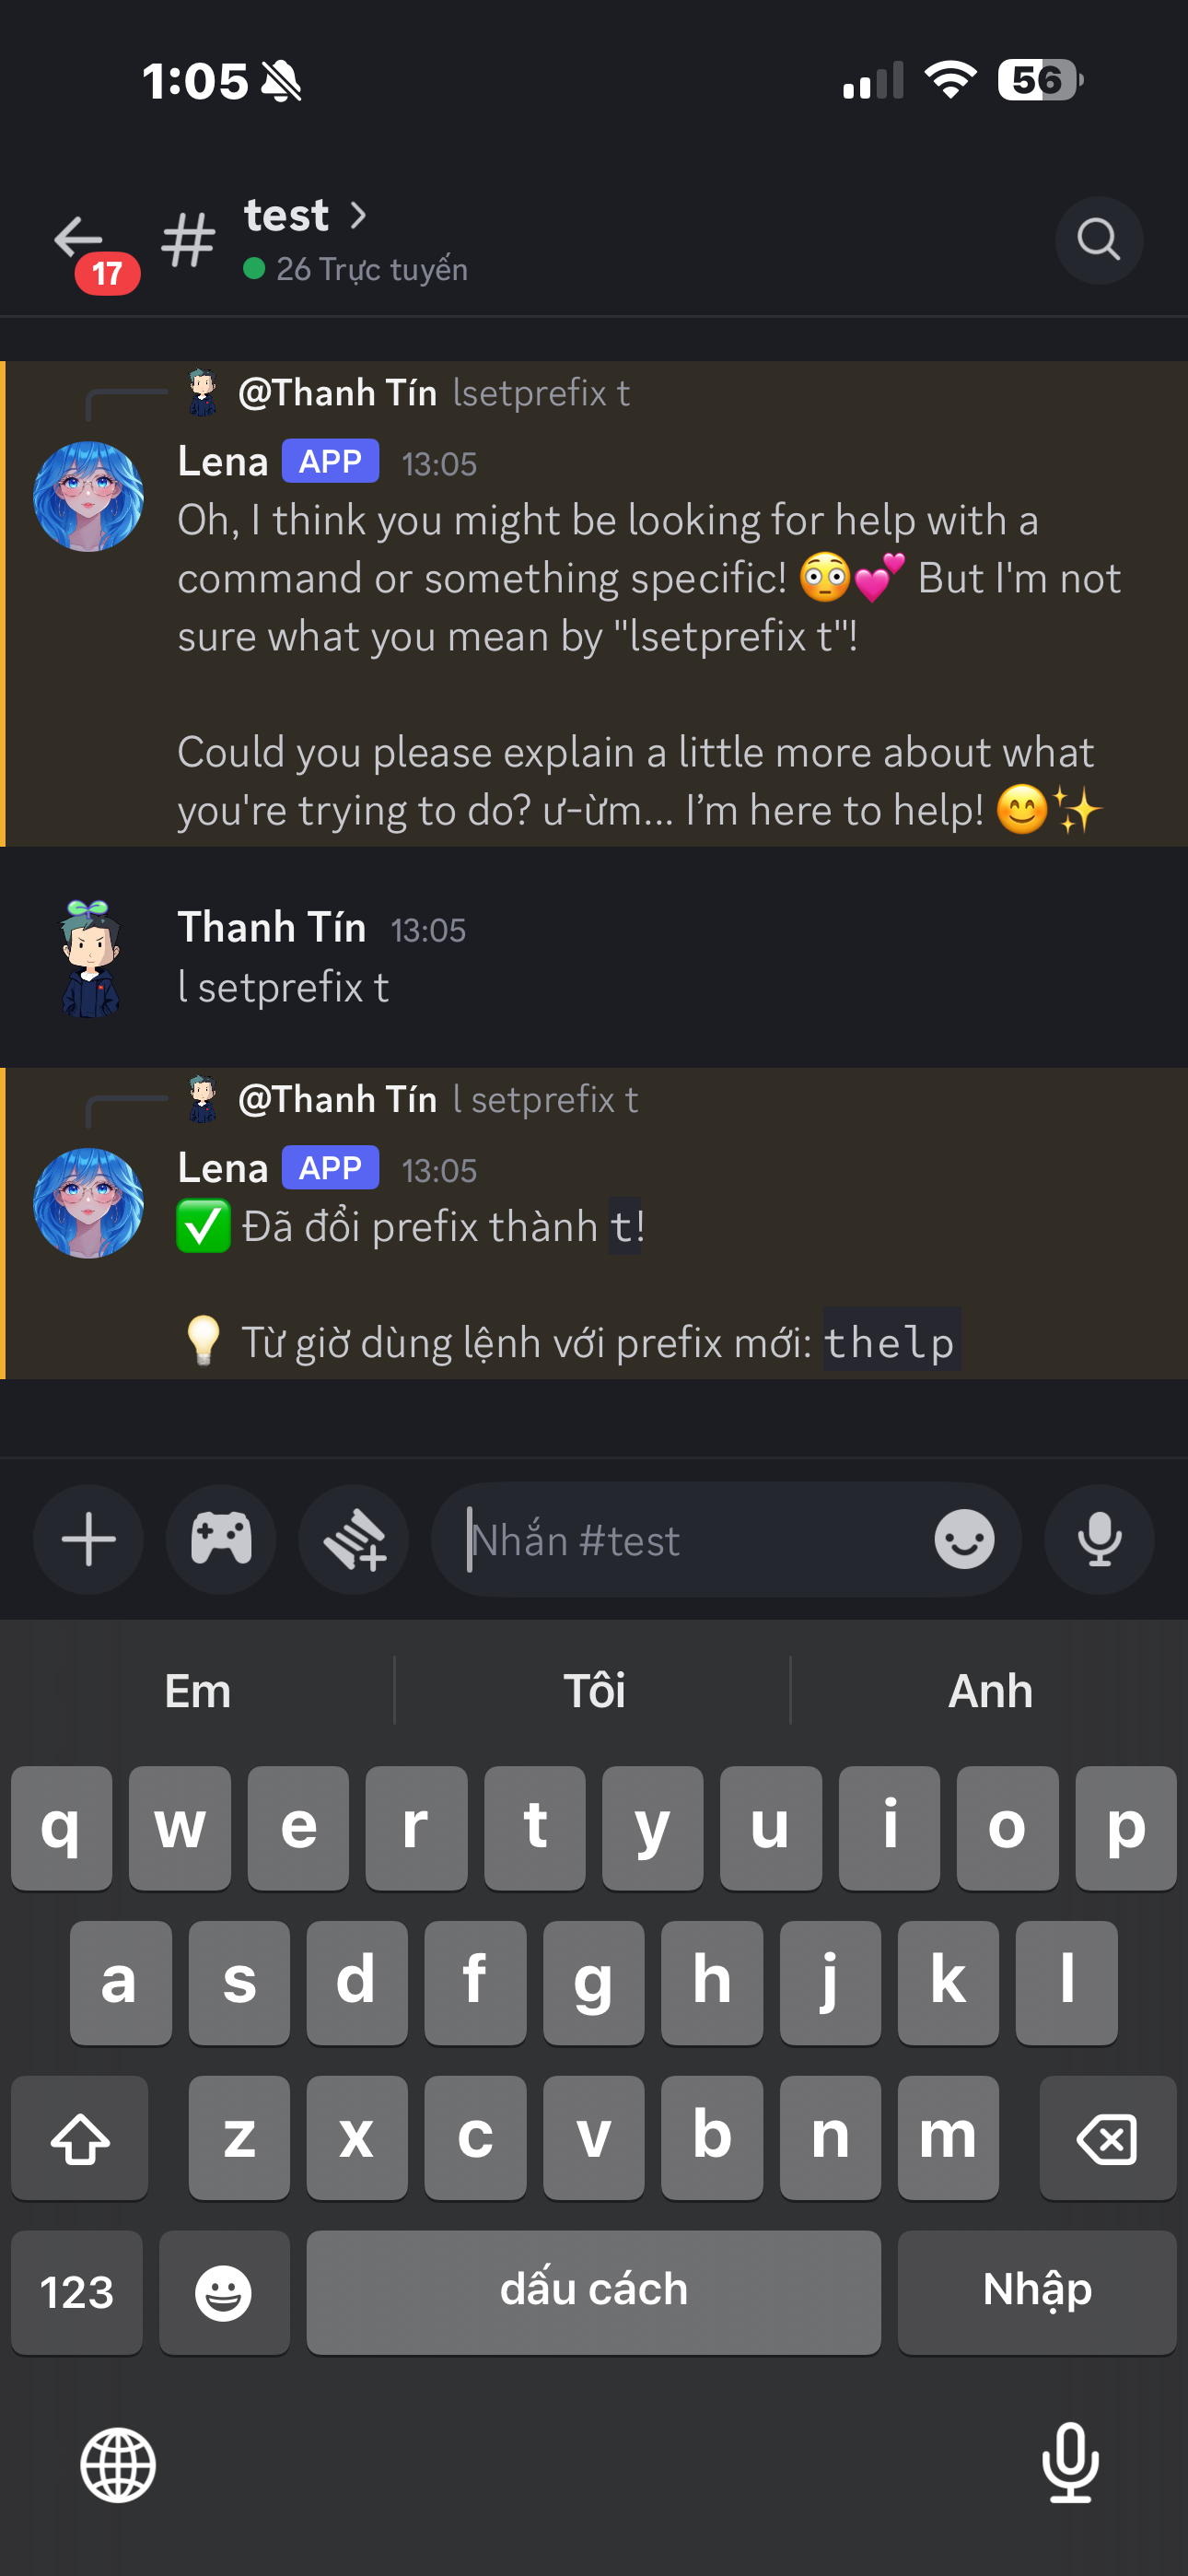 1:05
56
17
# test
26 Trực tuyến
@Thanh Tín lsetprefix t
Lena APP 13:05
Oh, I think you might be looking for help with a
command or something specific! 😳💕 But I'm not
sure what you mean by "lsetprefix t"!
Could you please explain a little more about what
you're trying to do? ư-ừm... I’m here to help! 😊✨
Thanh Tín 13:05
l setprefix t
@Thanh Tín l setprefix t
Lena APP 13:05
✅ Đã đổi prefix thành t!
💡 Từ giờ dùng lệnh với prefix mới: thelp
Nhắn #test
Em Tôi Anh
q w e r t y u i o p
a s d f g h j k l
z x c v b n m
123 dấu cách Nhập